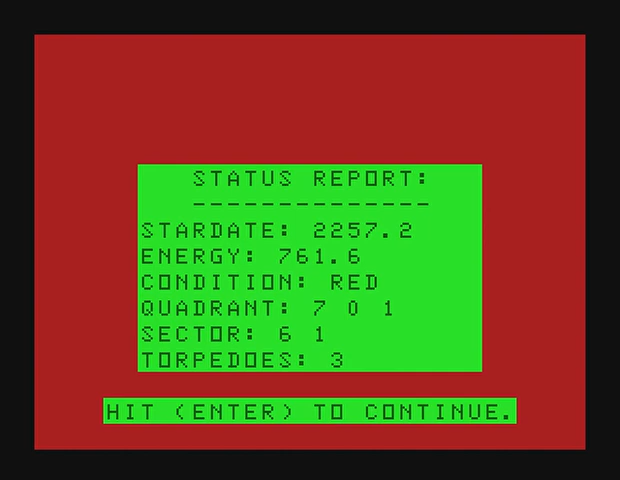 STATUS REPORT:
--------------
STARDATE: 2257.2
ENERGY: 761.6
CONDITION: RED
QUADRANT: 7 0 1
SECTOR: 6 1
TORPEDOES: 3
HIT (ENTER) TO CONTINUE.